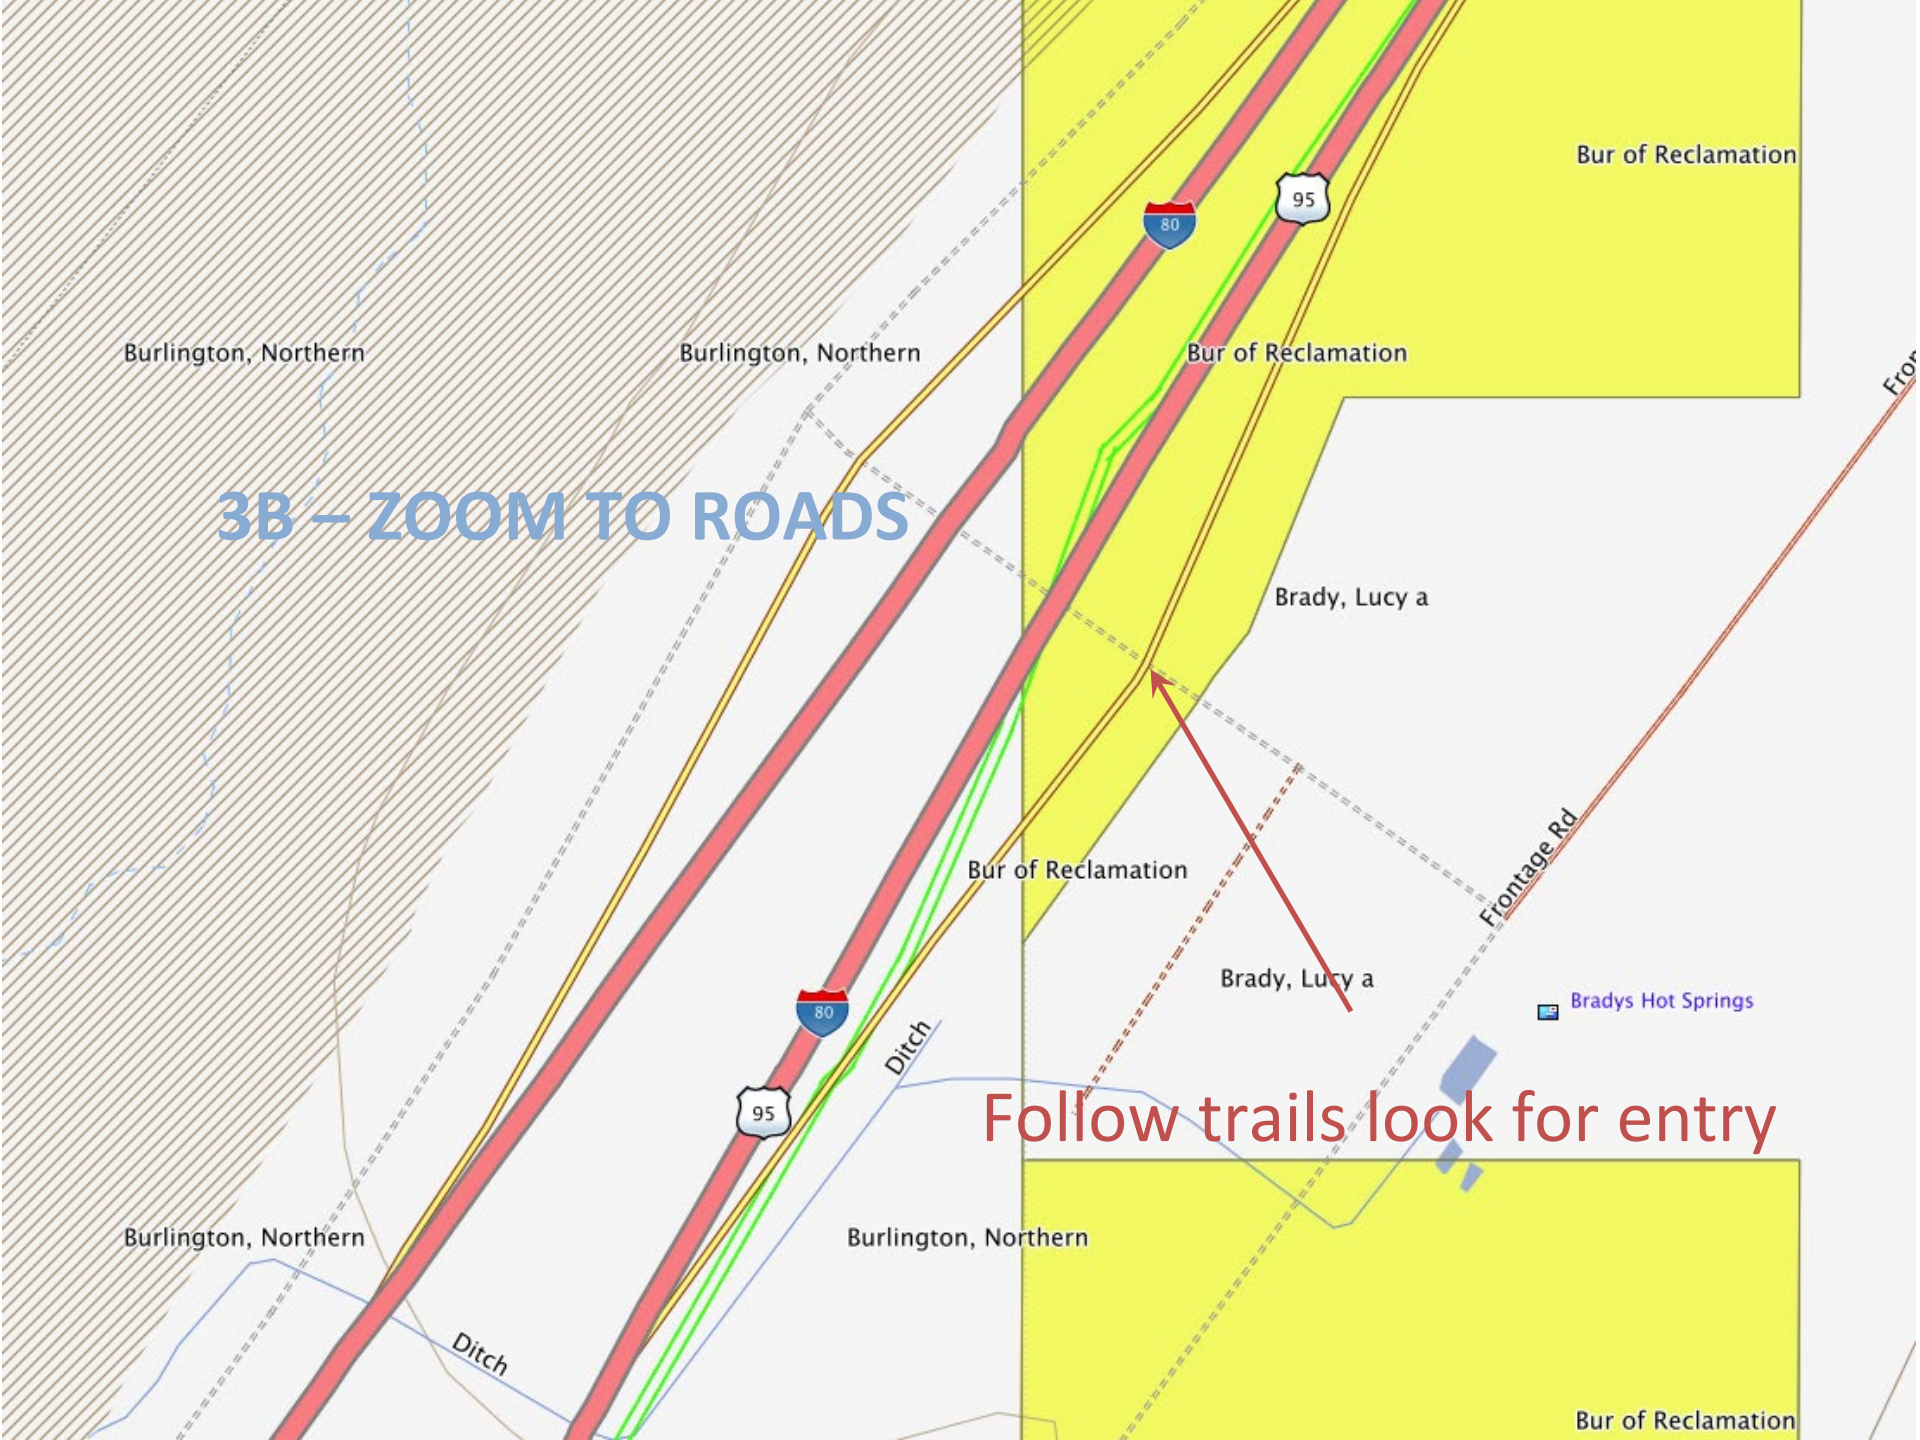 Bur of Reclamation
95
80
Burlington, Northern
Burlington, Northern
Bur of Reclamation
3B – ZOOM TO ROADS
Brady, Lucy a
Frontage Rd
Bur of Reclamation
Brady, Lucy a
Bradys Hot Springs
80
Ditch
95
Follow trails look for entry
Burlington, Northern
Burlington, Northern
Ditch
Bur of Reclamation